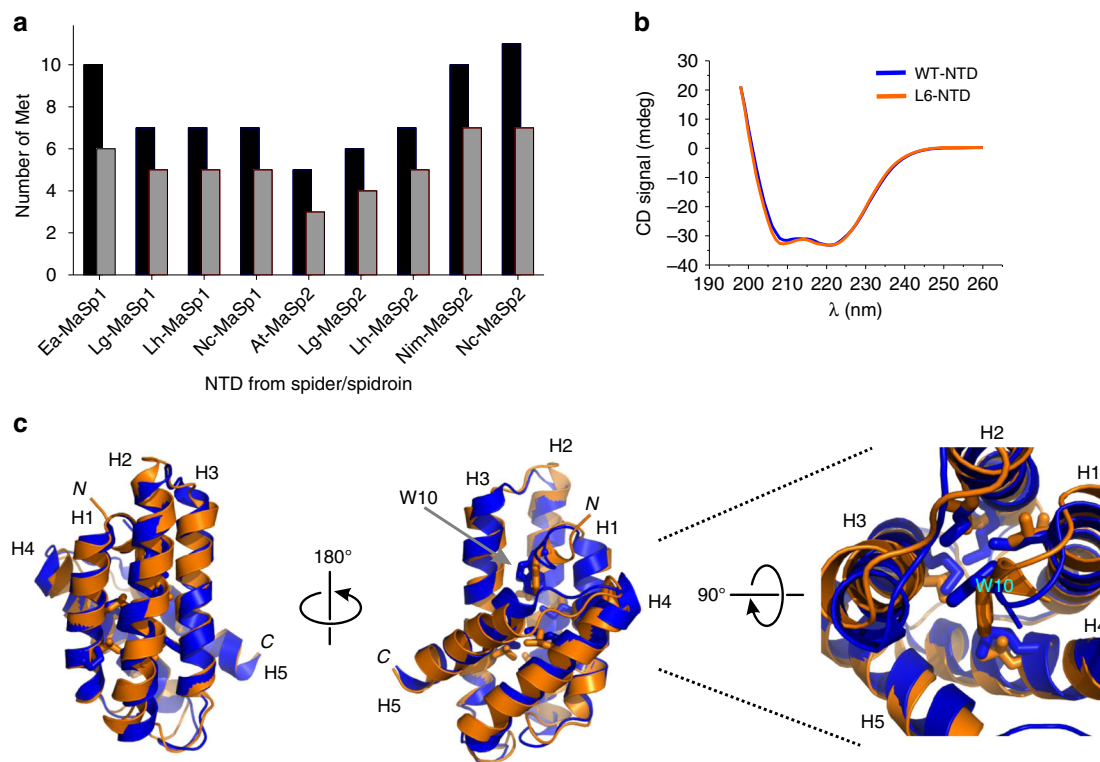 a
Number of Met
10
8
6
4
2
0
Ea-MaSp1
Lg-MaSp1
Lh-MaSp1
Nc-MaSp1
At-MaSp2
Lg-MaSp2
Lh-MaSp2
Nim-MaSp2
Nc-MaSp2
NTD from spider/spidroin
b
CD signal (mdeg)
30
20
10
0
−10
−20
−30
−40
190 200 210 220 230 240 250 260
λ (nm)
WT-NTD
L6-NTD
c
H2
H3
N
H1
H4
C
H5
180°
H2
H3
N
W10
H1
H4
C
H5
90°
H2
H1
H3
W10
H4
H5